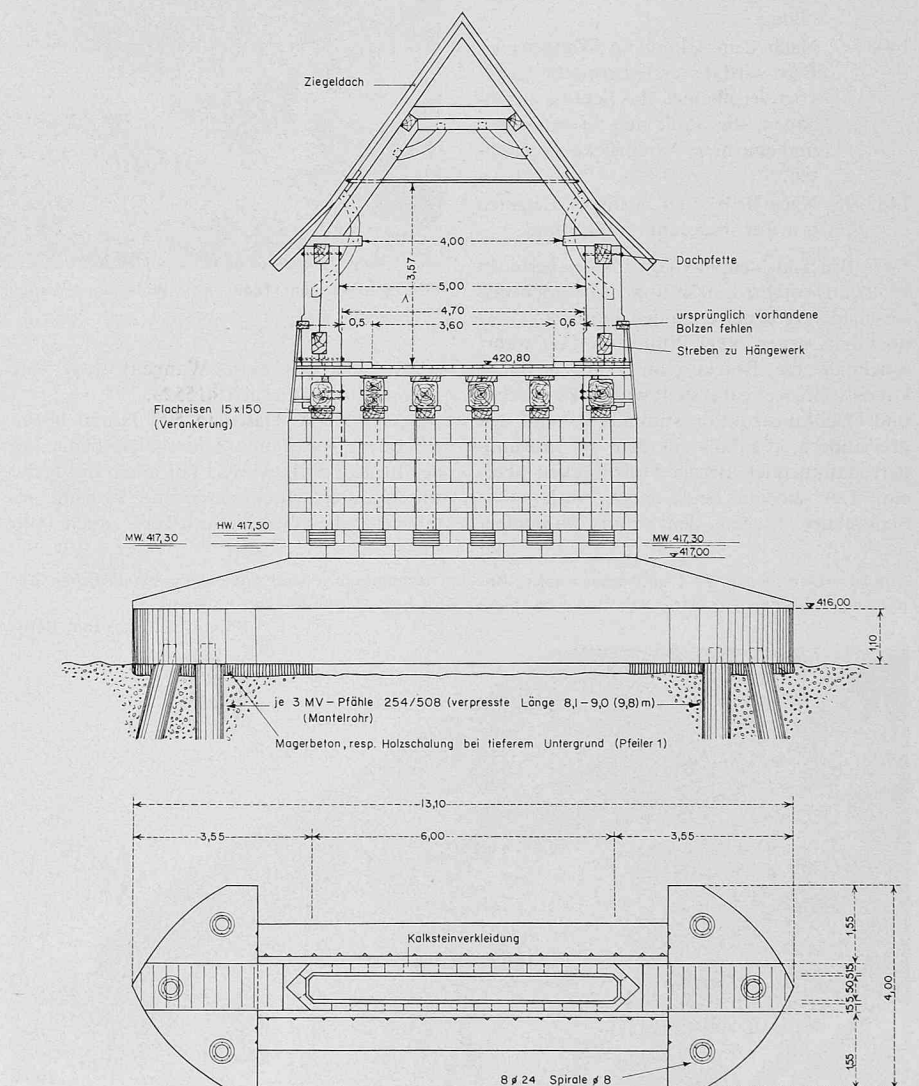 Ziegeldach
4,00
3,57
Dachpfette
5,00
4,70
ursprünglich vorhandene
Bolzen fehlen
0,5
3,60
0,6
Streben zu Hängewerk
420,80
Flacheisen 15x150
(Verankerung)
HW. 417,50
MW. 417,30
MW. 417,30
417,00
416,00
1,10
je 3 MV-Pfähle 254/508 (verpresste Länge 8,1-9,0 (9,8) m)
(Mantelrohr)
Magerbeton, resp. Holzschalung bei tieferem Untergrund (Pfeiler 1)
13,10
3,55
6,00
3,55
Kalksteinverkleidung
1,55
4,00
1,55
8 ø 24 Spirale ø 8